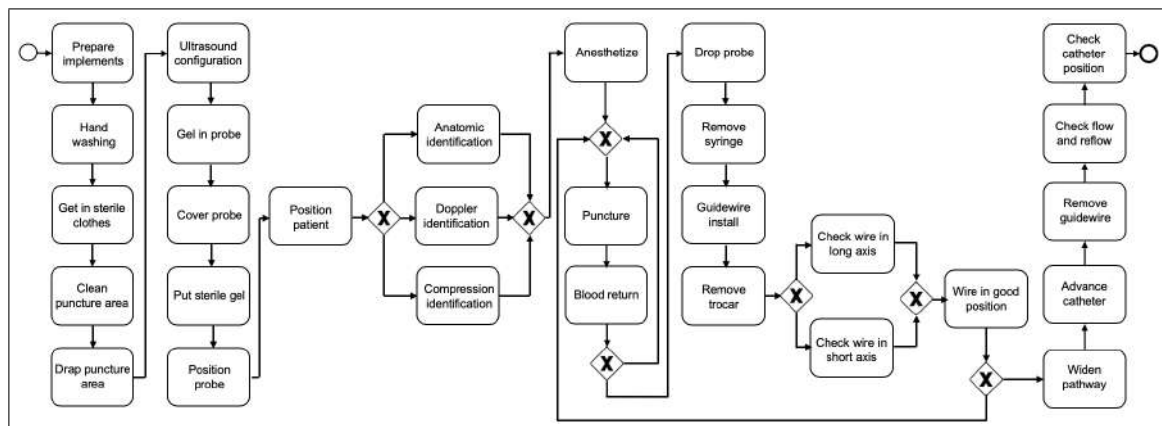 Prepare
implements
Hand
washing
Get in sterile
clothes
Clean
puncture area
Drap puncture
area
Ultrasound
configuration
Gel in probe
Cover probe
Put sterile gel
Position
probe
Position
patient
X
Anatomic
identification
Doppler
identification
Compression
identification
X
Anesthetize
X
Puncture
Blood return
X
Drop probe
Remove
syringe
Guidewire
install
Remove
trocar
X
Check wire in
long axis
Check wire in
short axis
X
Wire in good
position
X
Widen
pathway
Advance
catheter
Remove
guidewire
Check flow
and reflow
Check
catheter
position